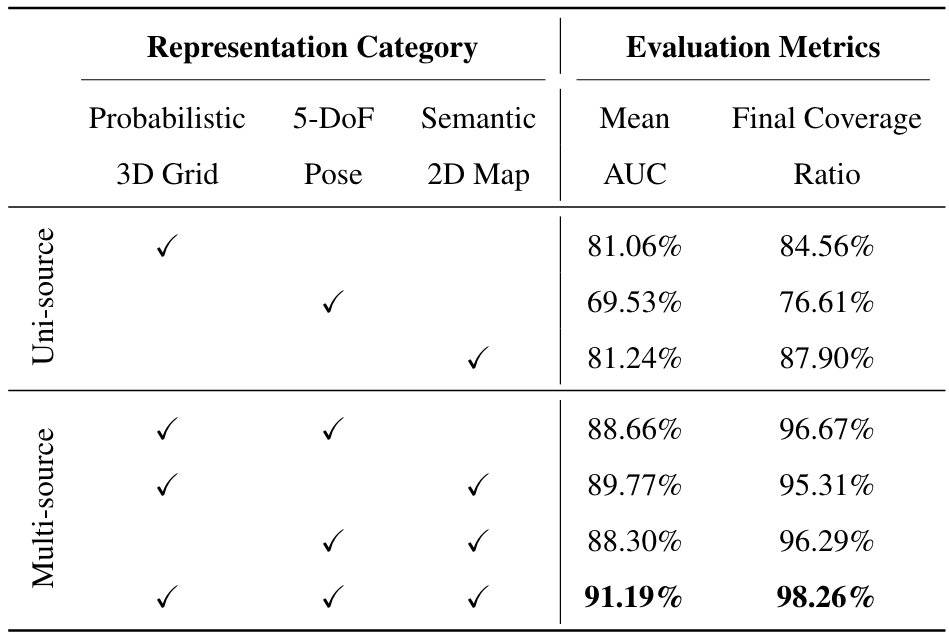 Representation Category Evaluation Metrics
Probabilistic 5-DoF Semantic Mean Final Coverage
3D Grid Pose 2D Map AUC Ratio
Uni-source
✓ 81.06% 84.56%
✓ 69.53% 76.61%
✓ 81.24% 87.90%
Multi-source
✓ ✓ 88.66% 96.67%
✓ ✓ 89.77% 95.31%
✓ ✓ 88.30% 96.29%
✓ ✓ ✓ 91.19% 98.26%